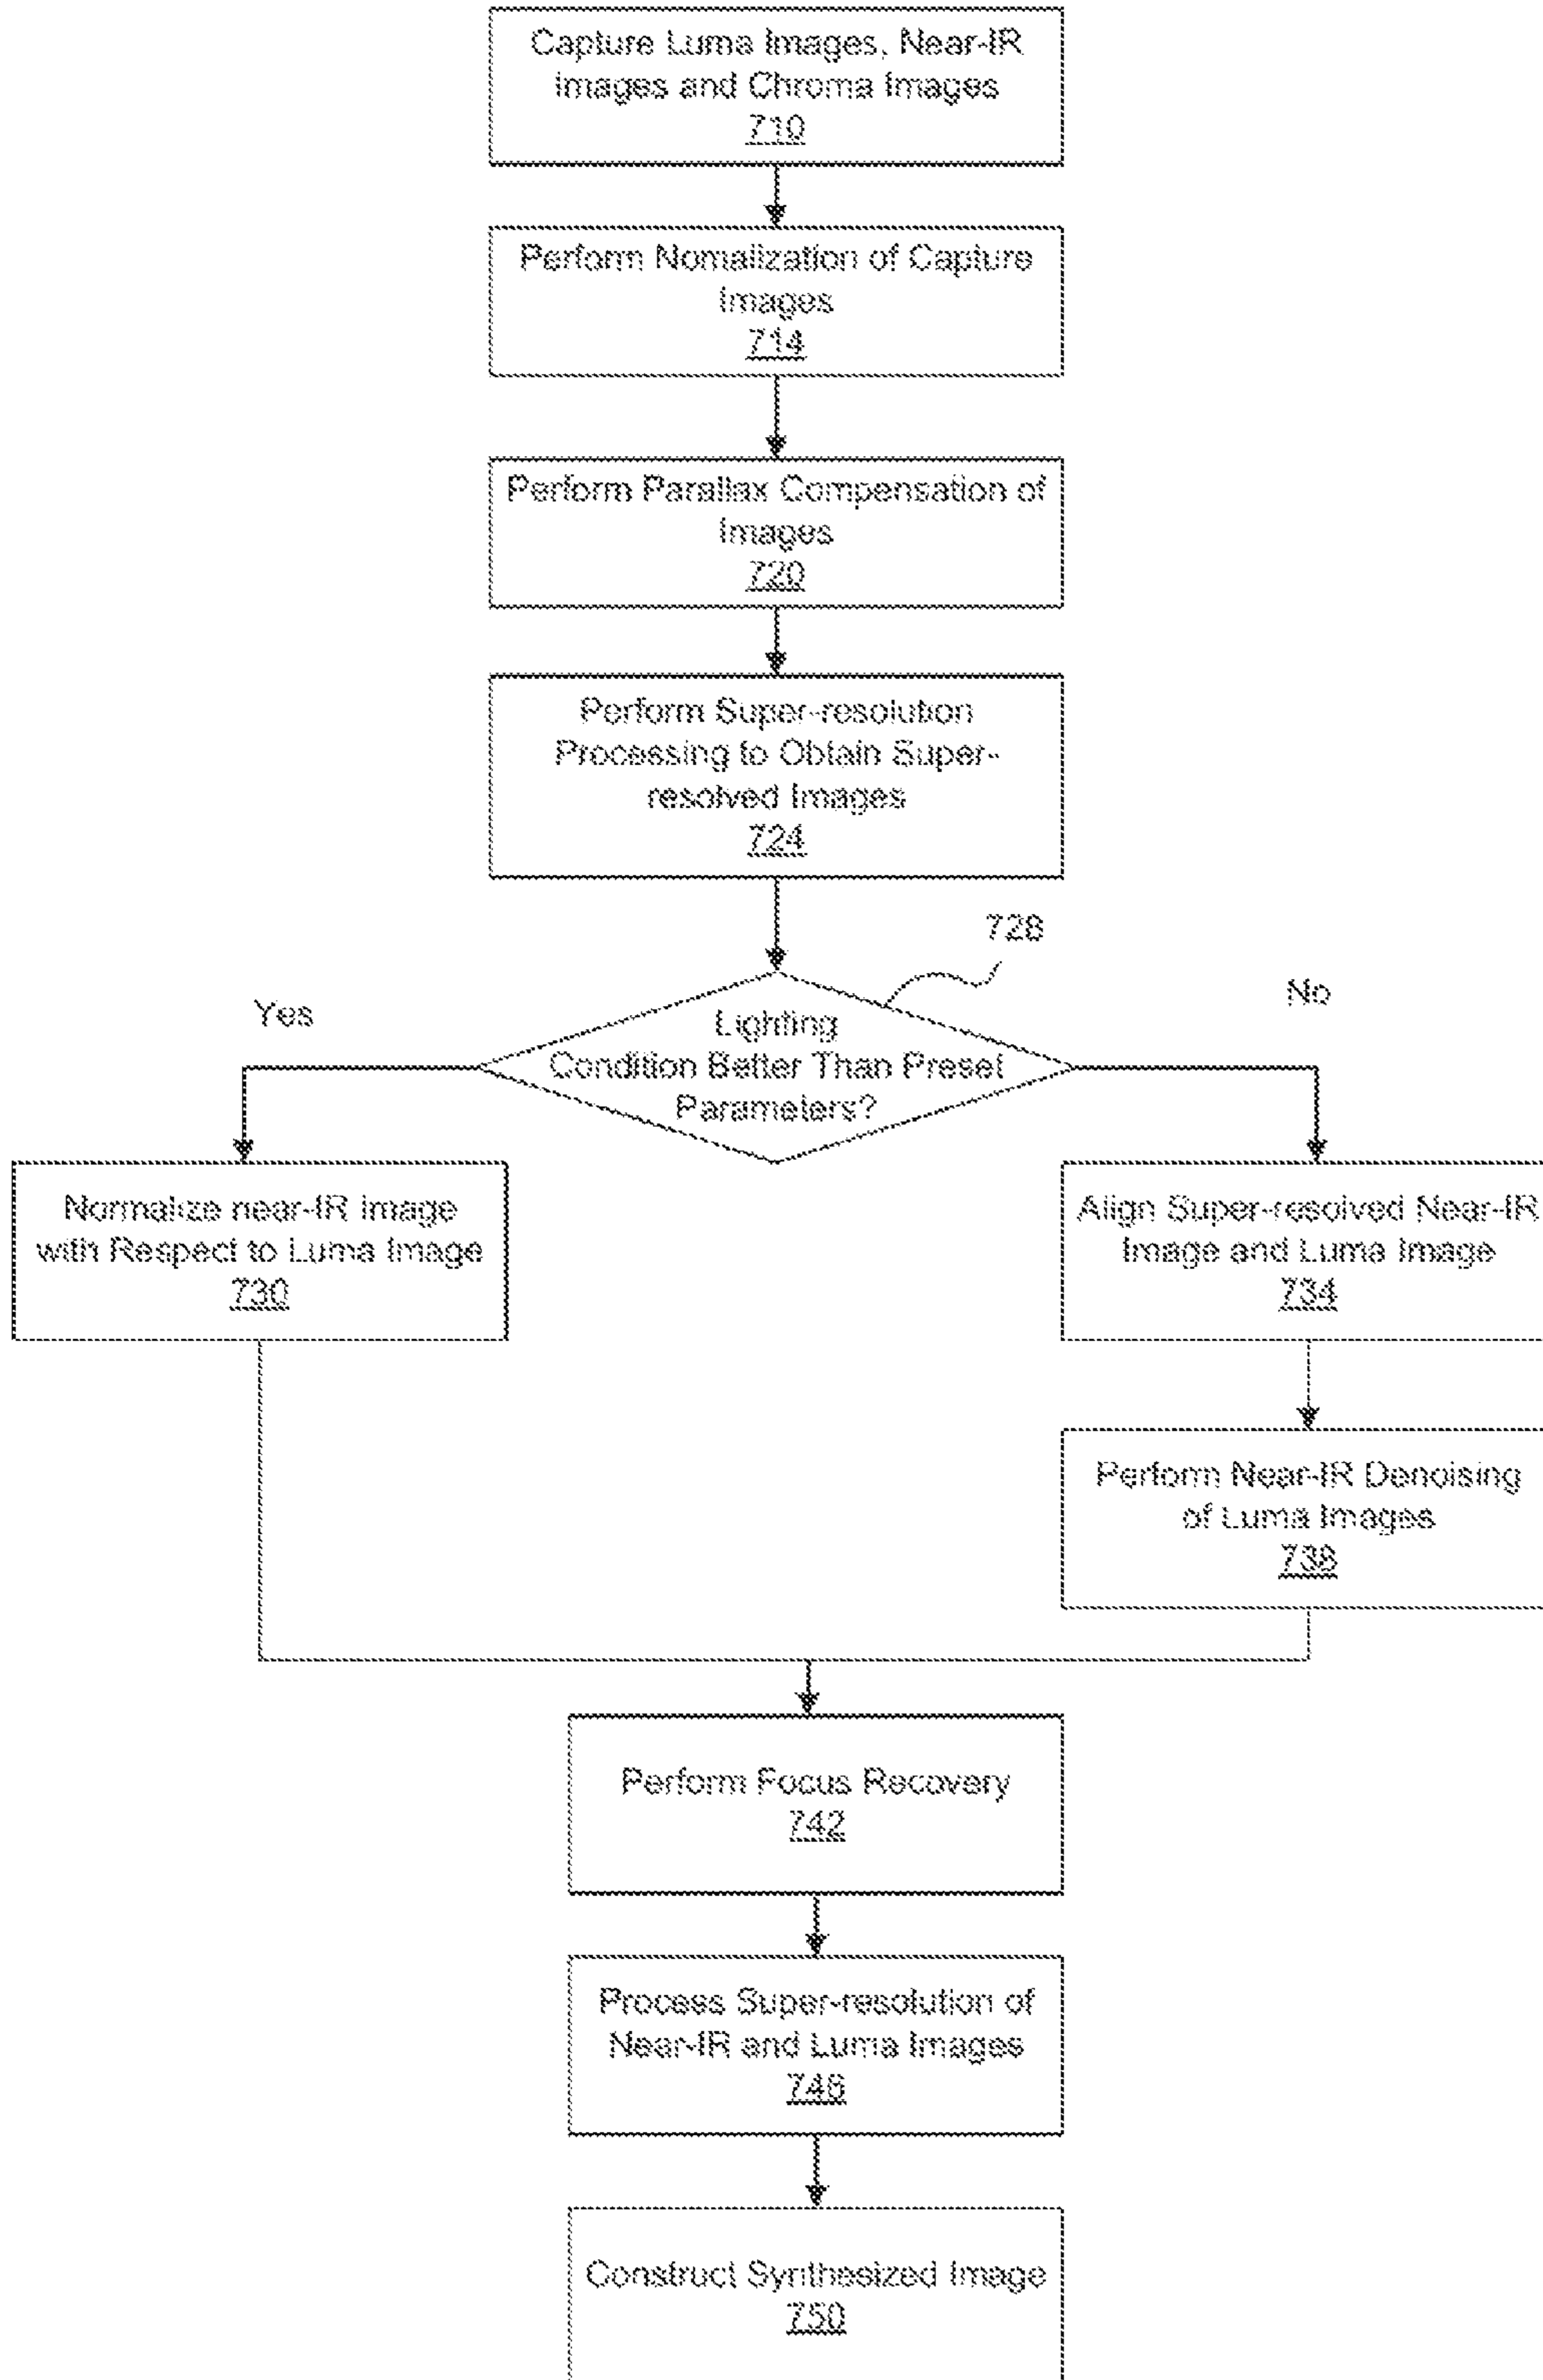 Capture Luma Images, Near-IR
Images and Chroma Images
710
Perform Nomalization of Capture
Images
714
Perform Parallax Compensation of
Images
720
Perform Super-resolution
Processing to Obtain Super-
resolved Images
724
728
Yes
No
Lighting
Condition Better Than Preset
Parameters?
Normalize near-IR image
with Respect to Luma Image
730
Align Super-resolved Near-IR
Image and Luma Image
734
Perform Near-IR Denoising
of Luma Images
738
Perform Focus Recovery
742
Process Super-resolution of
Near-IR and Luma Images
746
Construct Synthesized Image
750